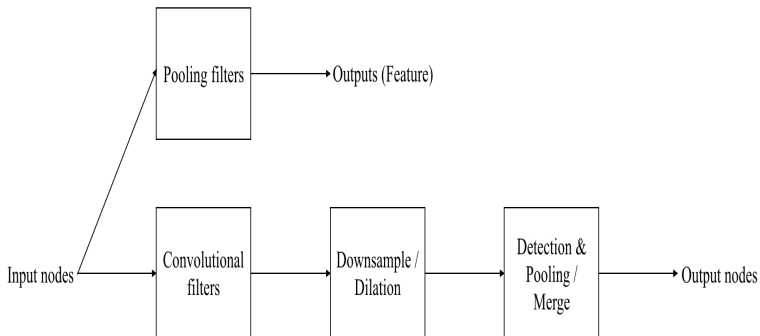 Pooling filters
Outputs (Feature)
Input nodes
Convolutional
filters
Downsample /
Dilation
Detection &
Pooling /
Merge
Output nodes